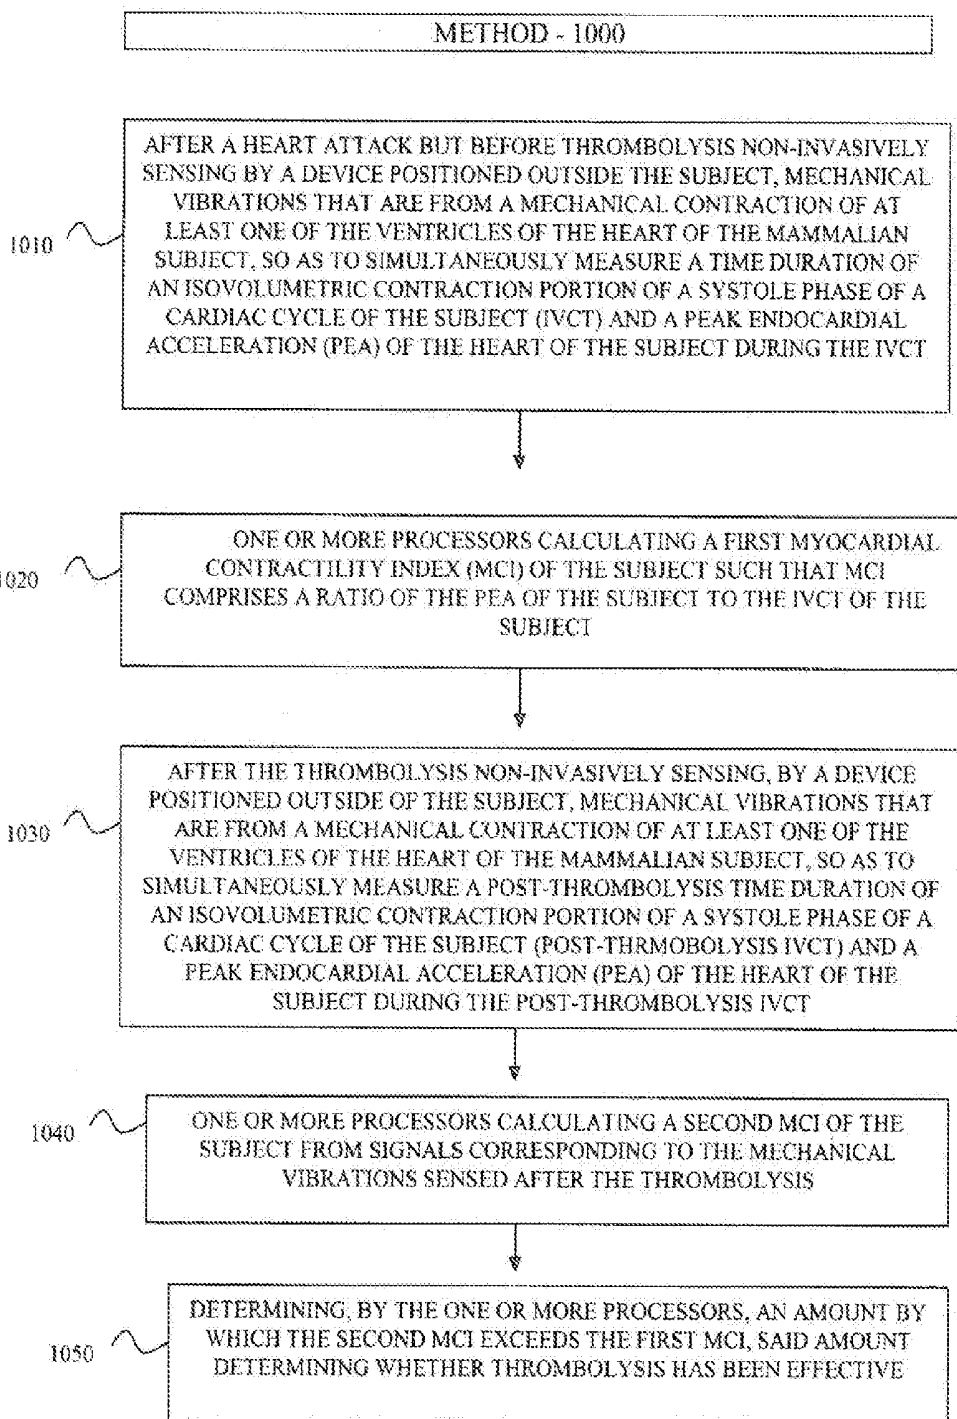 METHOD - 1000
AFTER A HEART ATTACK BUT BEFORE THROMBOLYSIS NON-INVASIVELY
SENSING BY A DEVICE POSITIONED OUTSIDE THE SUBJECT, MECHANICAL
VIBRATIONS THAT ARE FROM A MECHANICAL CONTRACTION OF AT
LEAST ONE OF THE VENTRICLES OF THE HEART OF THE MAMMALIAN
SUBJECT, SO AS TO SIMULTANEOUSLY MEASURE A TIME DURATION OF
AN ISOVOLUMETRIC CONTRACTION PORTION OF A SYSTOLE PHASE OF A
CARDIAC CYCLE OF THE SUBJECT (IVCT) AND A PEAK ENDOCARDIAL
ACCELERATION (PEA) OF THE HEART OF THE SUBJECT DURING THE IVCT
1010
ONE OR MORE PROCESSORS CALCULATING A FIRST MYOCARDIAL
CONTRACTILITY INDEX (MCI) OF THE SUBJECT SUCH THAT MCI
COMPRISES A RATIO OF THE PEA OF THE SUBJECT TO THE IVCT OF THE
SUBJECT
1020
AFTER THE THROMBOLYSIS NON-INVASIVELY SENSING, BY A DEVICE
POSITIONED OUTSIDE OF THE SUBJECT, MECHANICAL VIBRATIONS THAT
ARE FROM A MECHANICAL CONTRACTION OF AT LEAST ONE OF THE
VENTRICLES OF THE HEART OF THE MAMMALIAN SUBJECT, SO AS TO
SIMULTANEOUSLY MEASURE A POST-THROMBOLYSIS TIME DURATION OF
AN ISOVOLUMETRIC CONTRACTION PORTION OF A SYSTOLE PHASE OF A
CARDIAC CYCLE OF THE SUBJECT (POST-THRMOBOLYSIS IVCT) AND A
PEAK ENDOCARDIAL ACCELERATION (PEA) OF THE HEART OF THE
SUBJECT DURING THE POST-THROMBOLYSIS IVCT
1030
ONE OR MORE PROCESSORS CALCULATING A SECOND MCI OF THE
SUBJECT FROM SIGNALS CORRESPONDING TO THE MECHANICAL
VIBRATIONS SENSED AFTER THE THROMBOLYSIS
1040
DETERMINING, BY THE ONE OR MORE PROCESSORS, AN AMOUNT BY
WHICH THE SECOND MCI EXCEEDS THE FIRST MCI, SAID AMOUNT
DETERMINING WHETHER THROMBOLYSIS HAS BEEN EFFECTIVE
1050